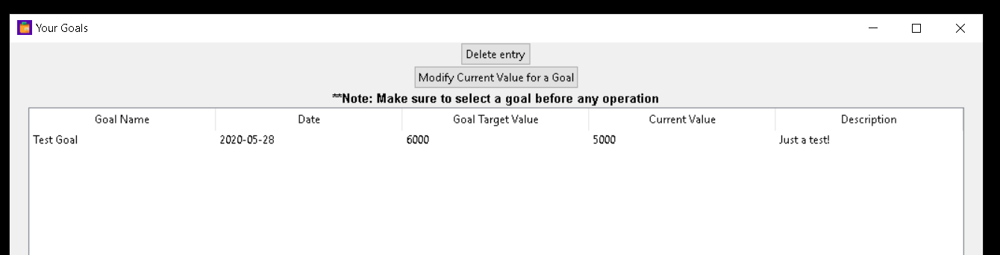 Your Goals
Delete entry
Modify Current Value for a Goal
**Note: Make sure to select a goal before any operation
Goal Name Date Goal Target Value Current Value Description
Test Goal 2020-05-28 6000 5000 Just a test!